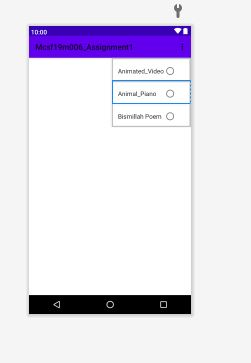 10:00
Mcsf19m006_Assignment1
Animated_Video
Animal_Piano
Bismillah Poem